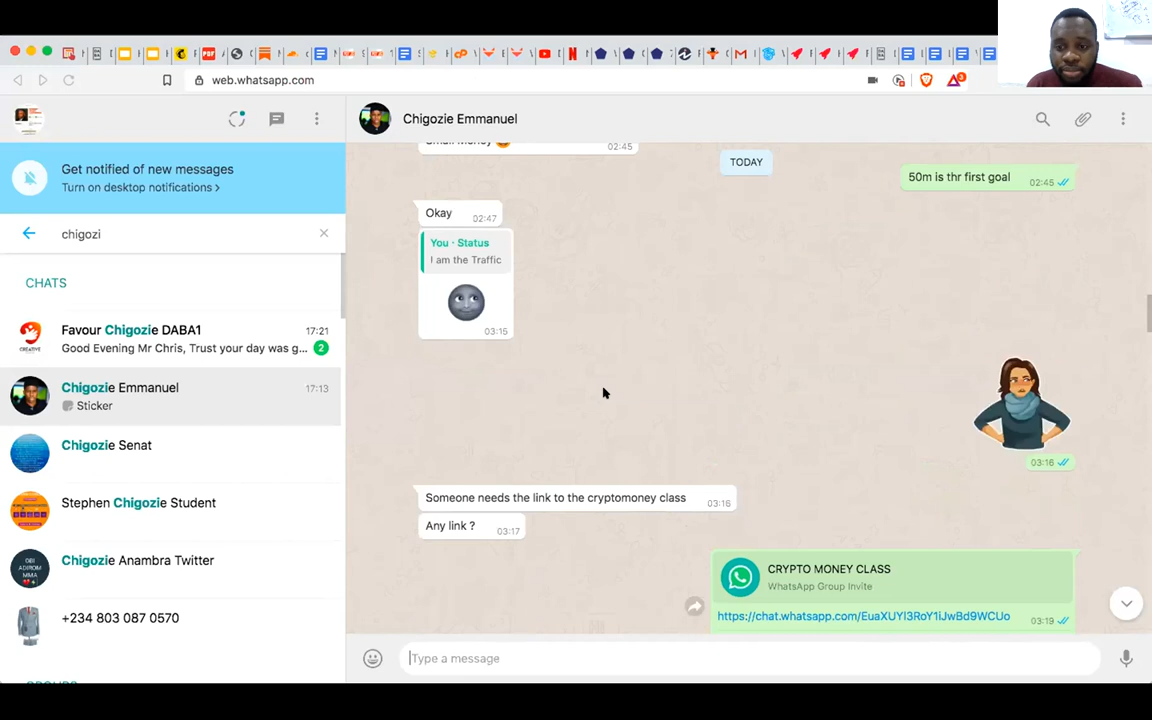 web.whatsapp.com
3
Get notified of new messages
Turn on desktop notifications >
chigozi
CHATS
Favour Chigozie DABA1
17:21
Good Evening Mr Chris, Trust your day was g...
2
Chigozie Emmanuel
17:13
Sticker
Chigozie Senat
Stephen Chigozie Student
Chigozie Anambra Twitter
+234 803 087 0570
Chigozie Emmanuel
Small Money
02:45
TODAY
50m is thr first goal
02:45
Okay
02:47
You · Status
I am the Traffic
03:15
03:16
Someone needs the link to the cryptomoney class
03:16
Any link ?
03:17
CRYPTO MONEY CLASS
WhatsApp Group Invite
https://chat.whatsapp.com/EuaXUYl3RoY1iJwBd9WCUo
03:19
Type a message